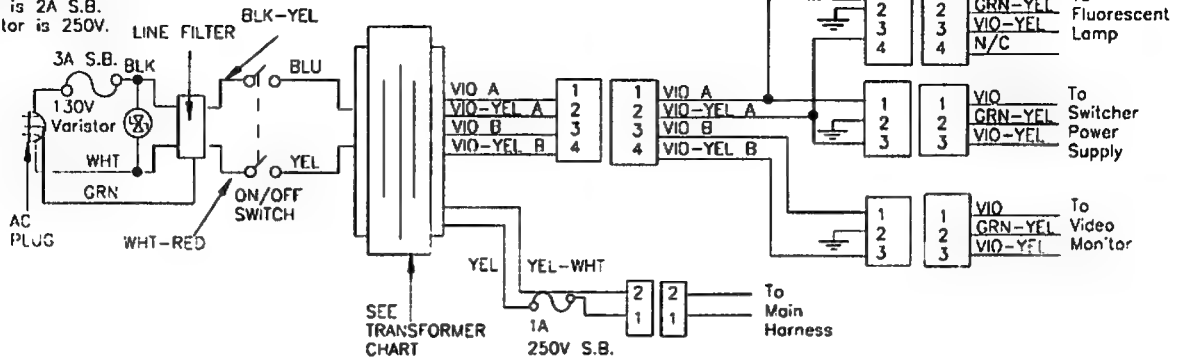 is 2A S.B.
tor is 250V.
LINE FILTER
BLK-YEL
3A S.B.
BLK
BLU
130V
Varistor
WHT
GRN
YEL
ON/OFF
SWITCH
AC
PLUG
WHT-RED
VIO A
VIO-YEL A
VIO B
VIO-YEL B
1
2
3
4
1
2
3
4
VIO A
VIO-YEL A
VIO B
VIO-YEL B
2
3
4
2
3
4
GRN-YEL
VIO-YEL
N/C
Fluorescent
Lamp
1
2
3
1
2
3
VIO
GRN-YEL
VIO-YEL
To
Switcher
Power
Supply
1
2
3
1
2
3
VIO
GRN-YEL
VIO-YEL
To
Video
Monitor
YEL
YEL-WHT
SEE
TRANSFORMER
CHART
1A
250V S.B.
2
1
2
1
To
Main
Harness